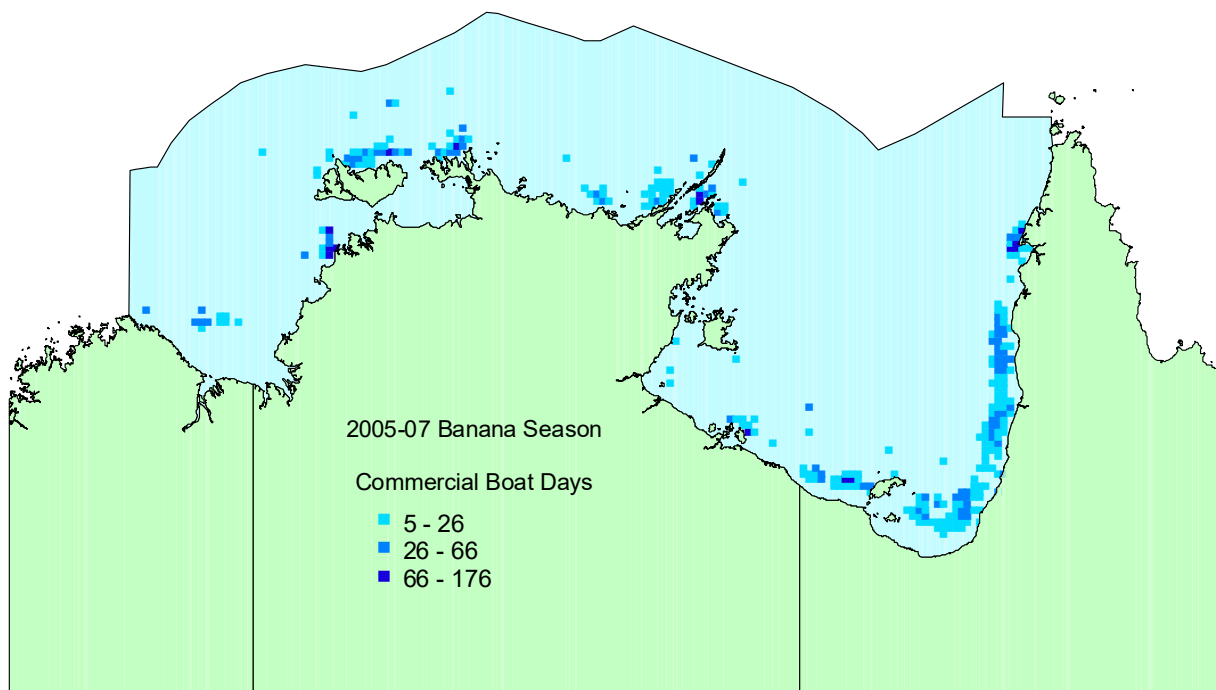 2005-07 Banana Season
Commercial Boat Days
5 - 26
26 - 66
66 - 176